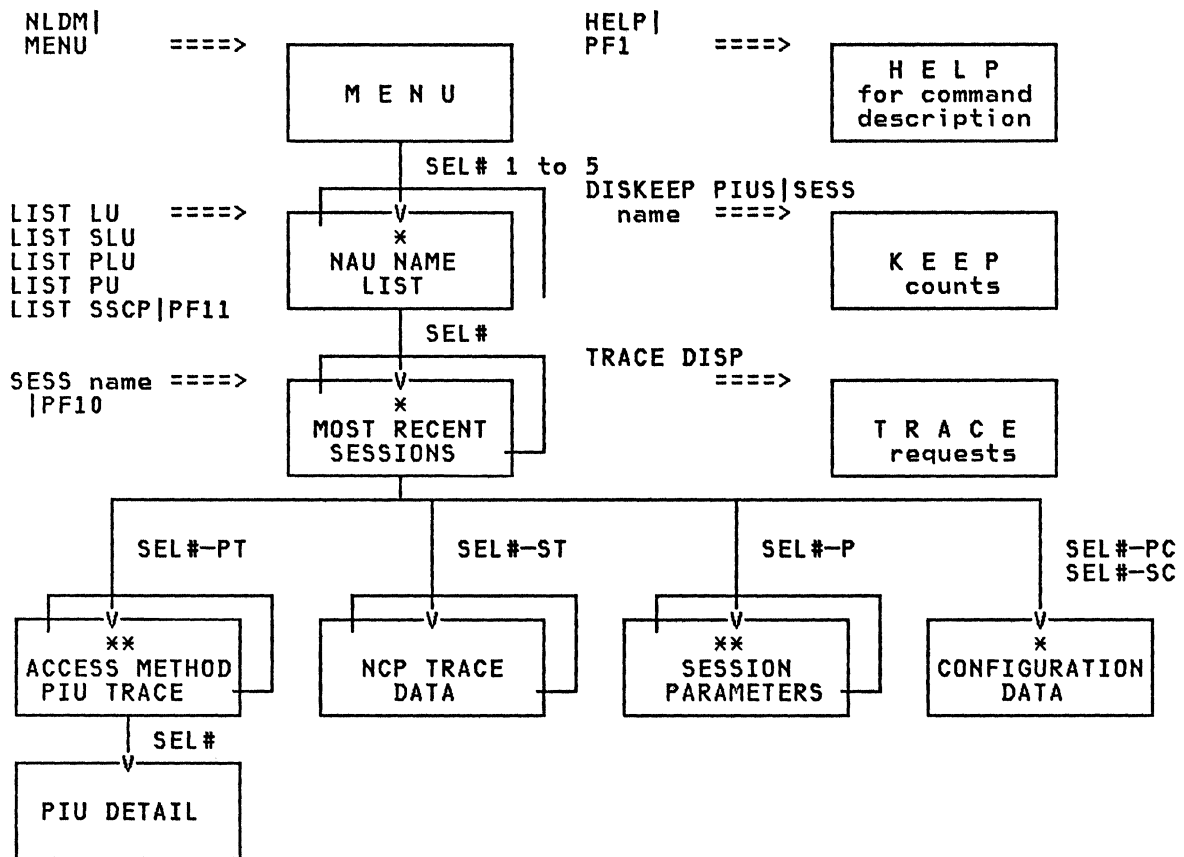 NLDM|
MENU ====>
M E N U
HELP|
PF1 ====>
H E L P
for command
description
SEL# 1 to 5
LIST LU ====>
LIST SLU
LIST PLU
LIST PU
LIST SSCP|PF11
V
*
NAU NAME
LIST
DISKEEP PIUS|SESS
name ====>
K E E P
counts
SEL#
SESS name ====>
|PF10
V
*
MOST RECENT
SESSIONS
TRACE DISP
====>
T R A C E
requests
SEL#-PT
SEL#-ST
SEL#-P
SEL#-PC
SEL#-SC
V
**
ACCESS METHOD
PIU TRACE
V
NCP TRACE
DATA
V
**
SESSION
PARAMETERS
V
*
CONFIGURATION
DATA
SEL#
V
PIU DETAIL